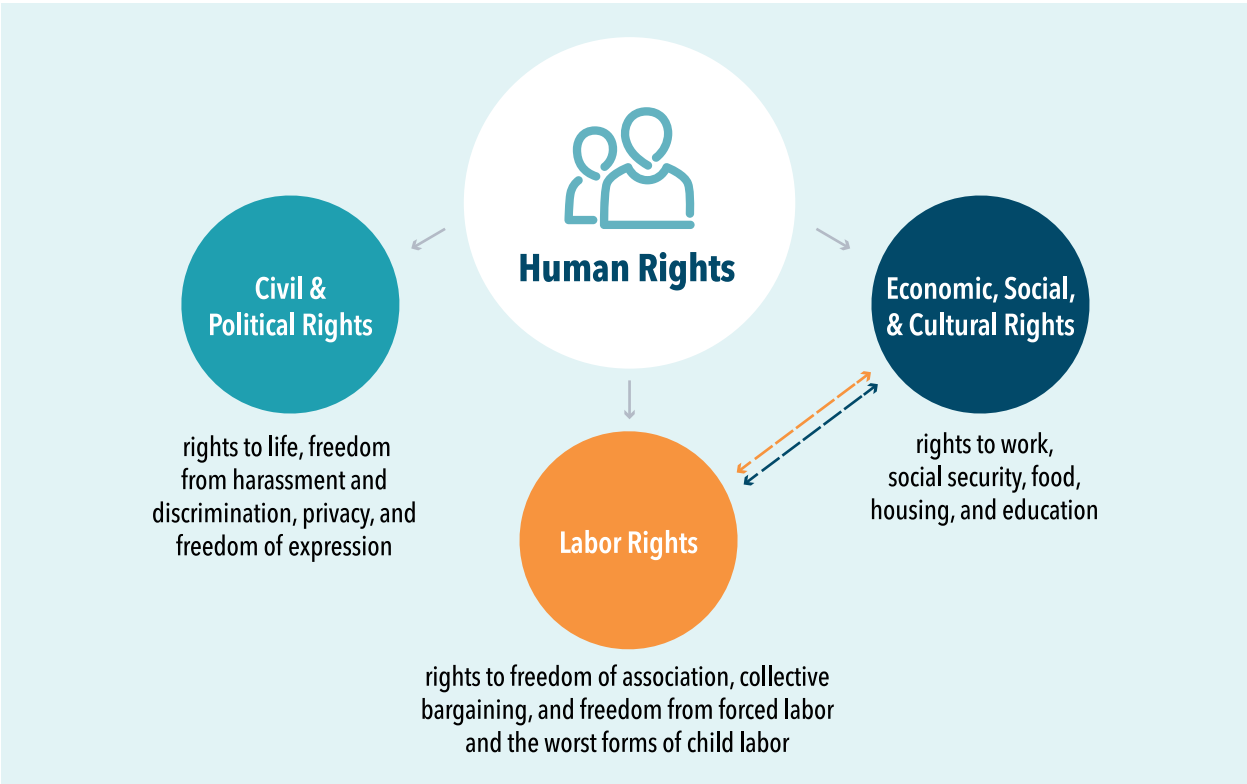 Human Rights
Civil &
Political Rights
rights to life, freedom
from harassment and
discrimination, privacy, and
freedom of expression
Labor Rights
rights to freedom of association, collective
bargaining, and freedom from forced labor
and the worst forms of child labor
Economic, Social,
& Cultural Rights
rights to work,
social security, food,
housing, and education